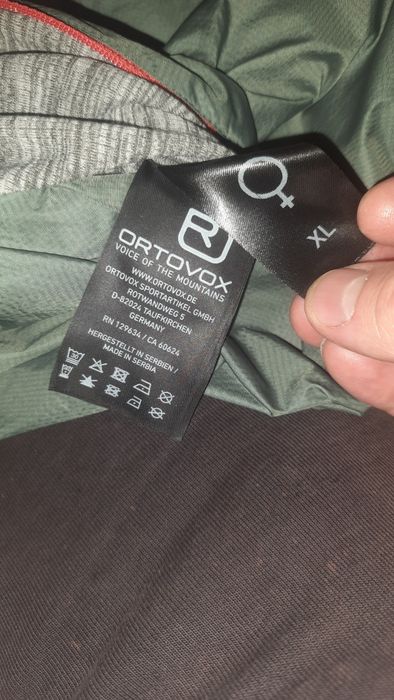 ORTOVOX
VOICE OF THE MOUNTAINS
WWW.ORTOVOX.DE
ORTOVOX SPORTARTIKEL GMBH
ROTWANDWEG 5
D-82024 TAUFKIRCHEN
GERMANY
RN 129634 / CA 60624
HERGESTELLT IN SERBIEN/
MADE IN SERBIA
XL